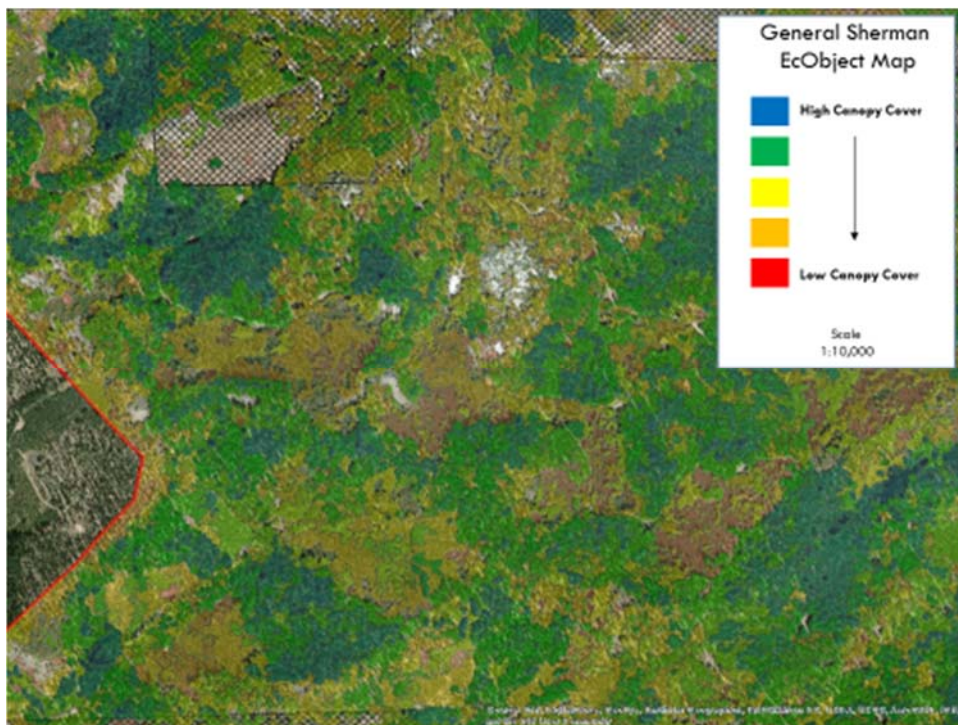 General Sherman
EcObject Map
High Canopy Cover
Low Canopy Cover
Scale
1:10,000